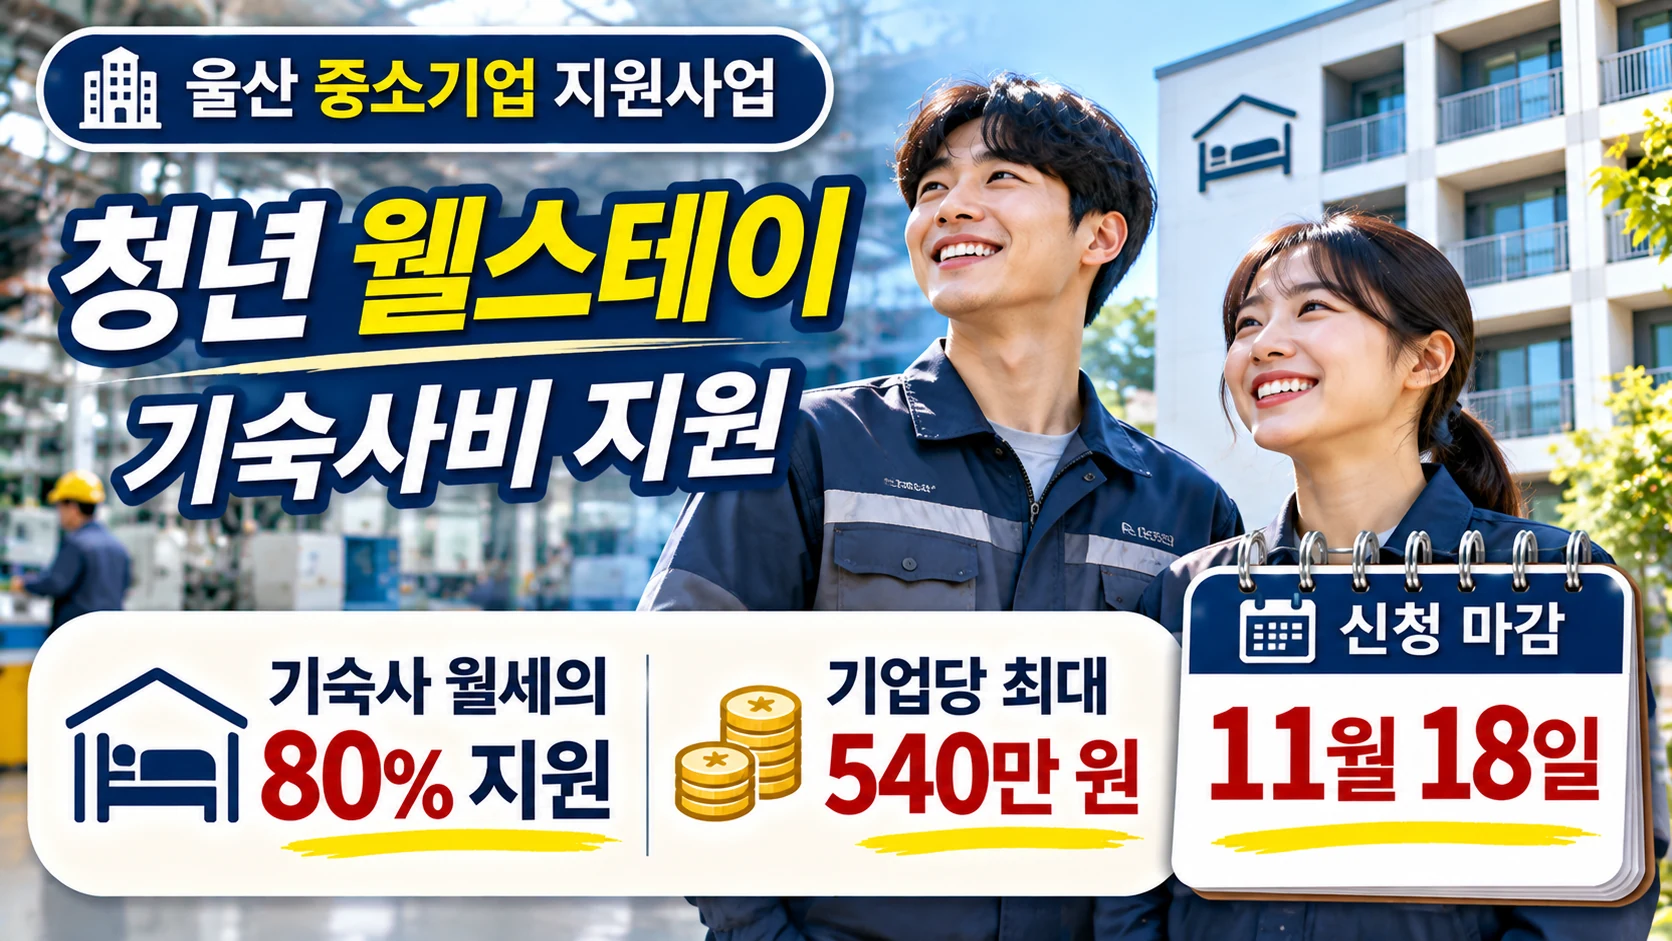 울산 중소기업 지원사업
청년 웰스테이
기숙사비 지원
기숙사 월세의
80% 지원
기업당 최대
540만 원
신청 마감
11월 18일